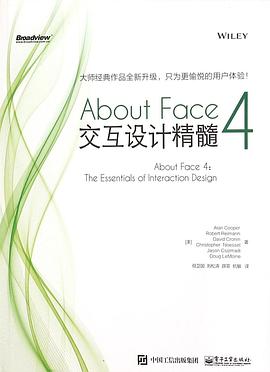 Broadview
WILEY
大师经典作品全新升级，只为更愉悦的用户体验！
About Face 4
交互设计精髓
About Face 4:
The Essentials of Interaction Design
Alan Cooper
Robert Reimann
David Cronin
[美] Christopher Noessel
Jason Csizmadi
Doug LeMoine
倪卫国 刘松涛 薛菲 杭敏 译
中国工信出版集团 电子工业出版社